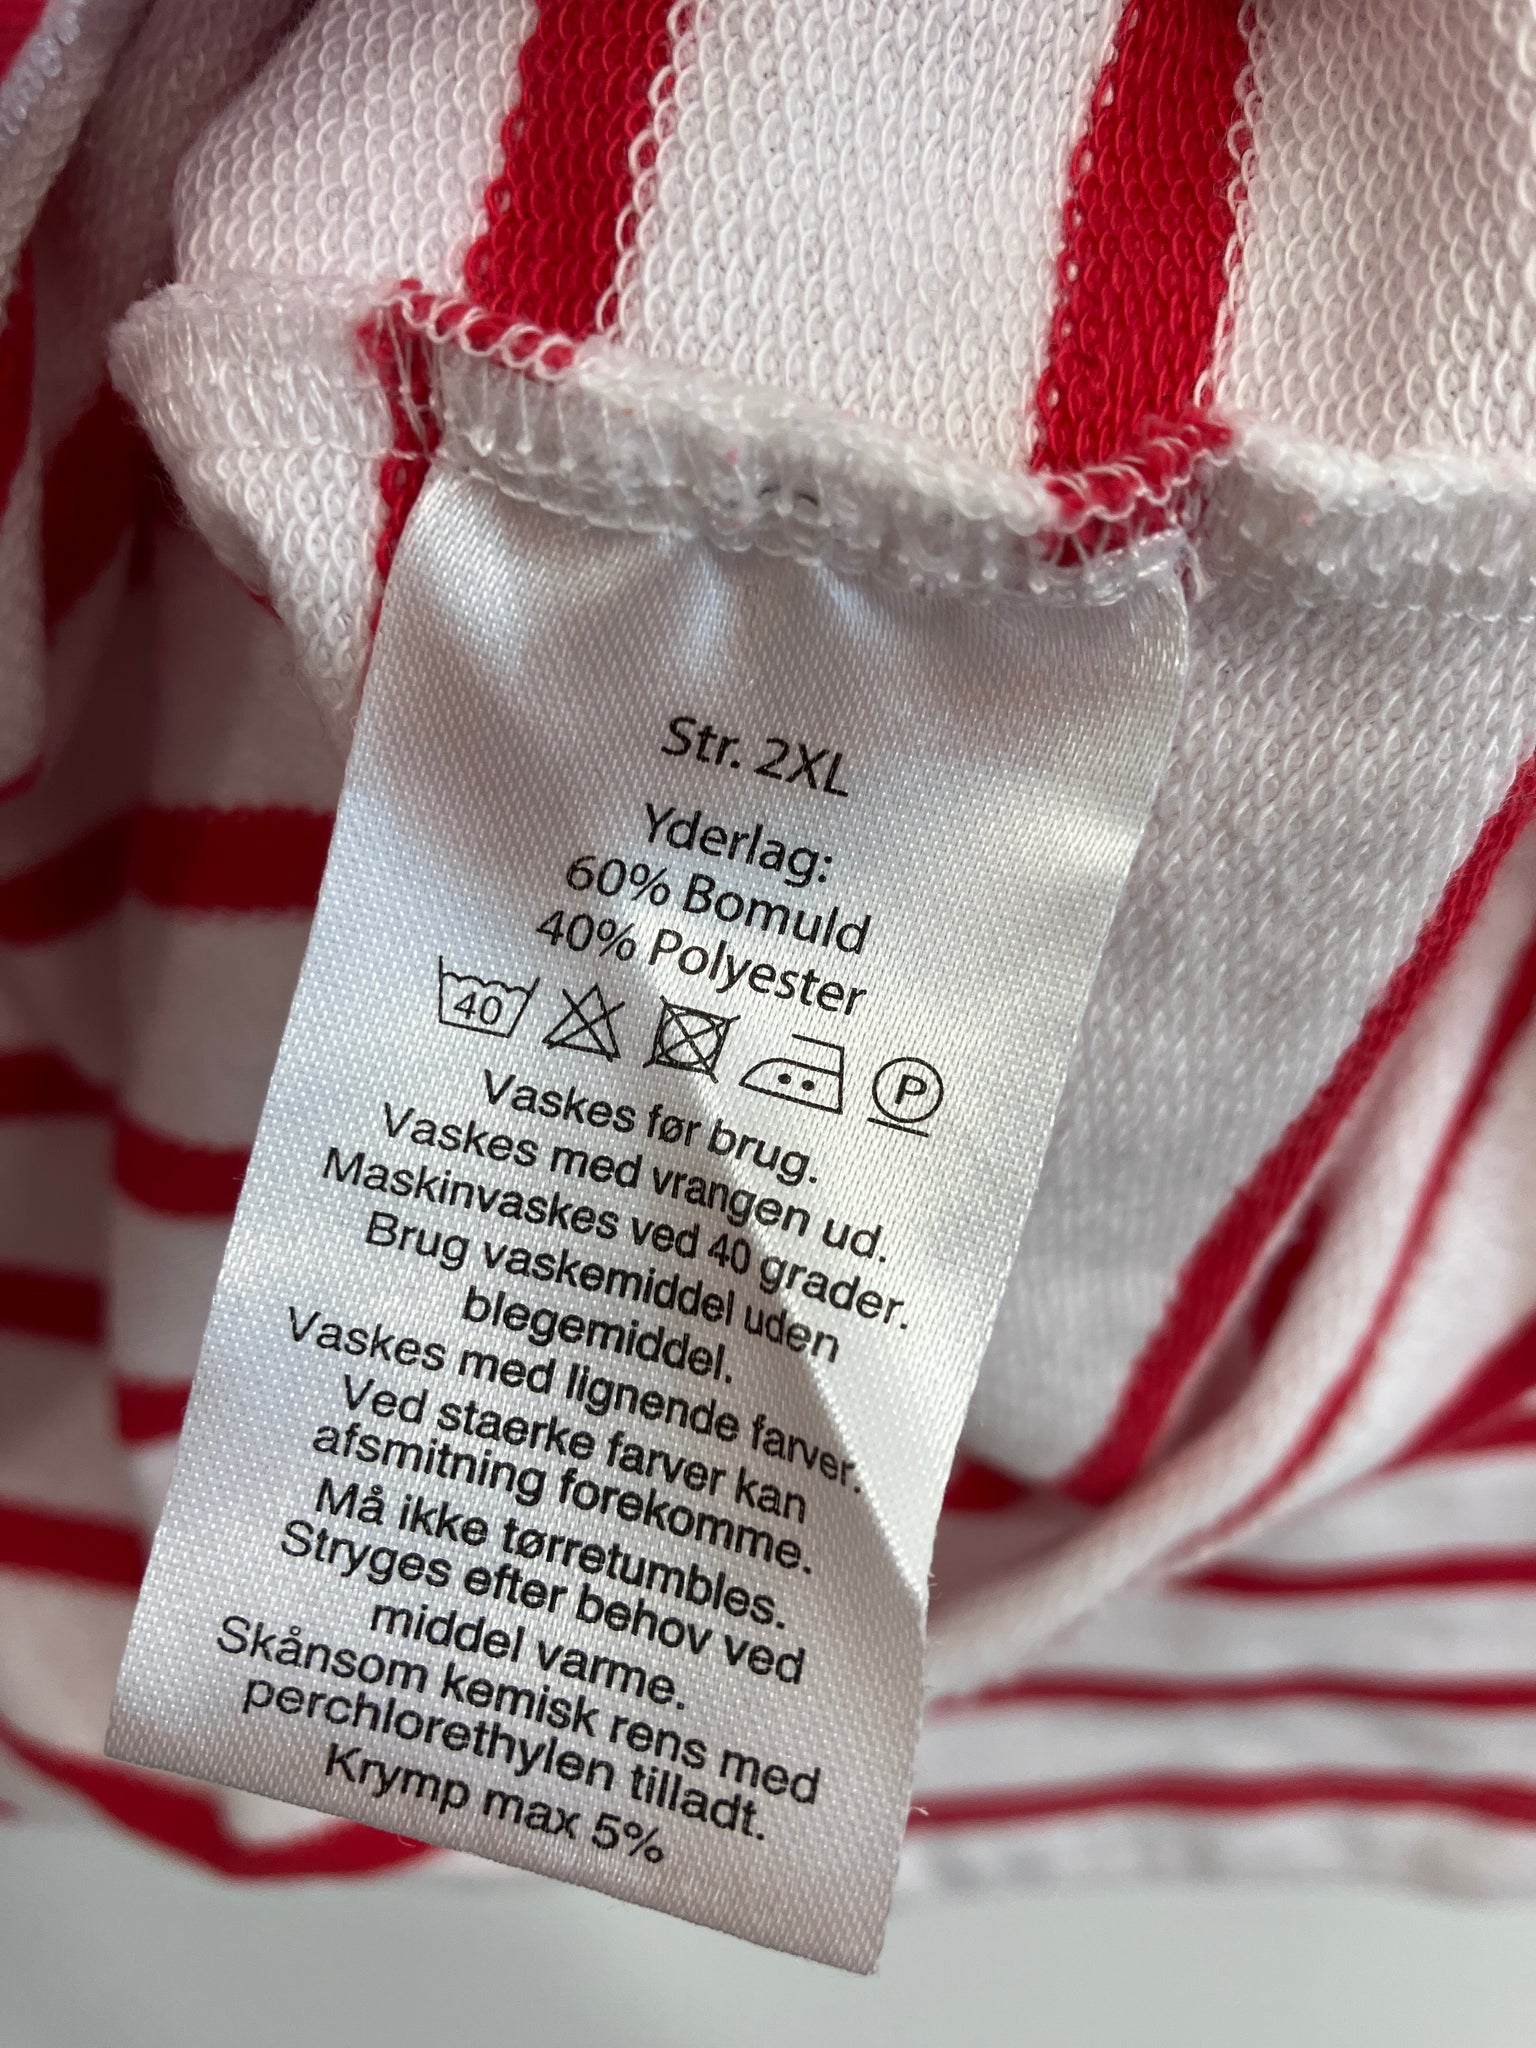 Str. 2XL
Yderlag:
60% Bomuld
40% Polyester
40 P
Vaskes før brug.
Vaskes med vrangen ud.
Maskinvaskes ved 40 grader.
Brug vaskemiddel uden
blegemiddel.
Vaskes med lignende farver.
Ved staerke farver kan
afsmitning forekomme.
Må ikke tørretumbles.
Stryges efter behov ved
middel varme.
Skånsom kemisk rens med
perchlorethylen tilladt.
Krymp max 5%